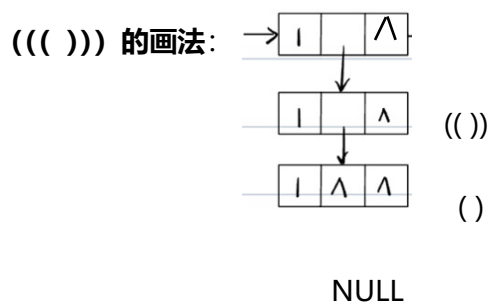 ((( ))) 的画法: 1 ∧
1 ∧ (( ))
1 ∧ ∧ ( )
NULL